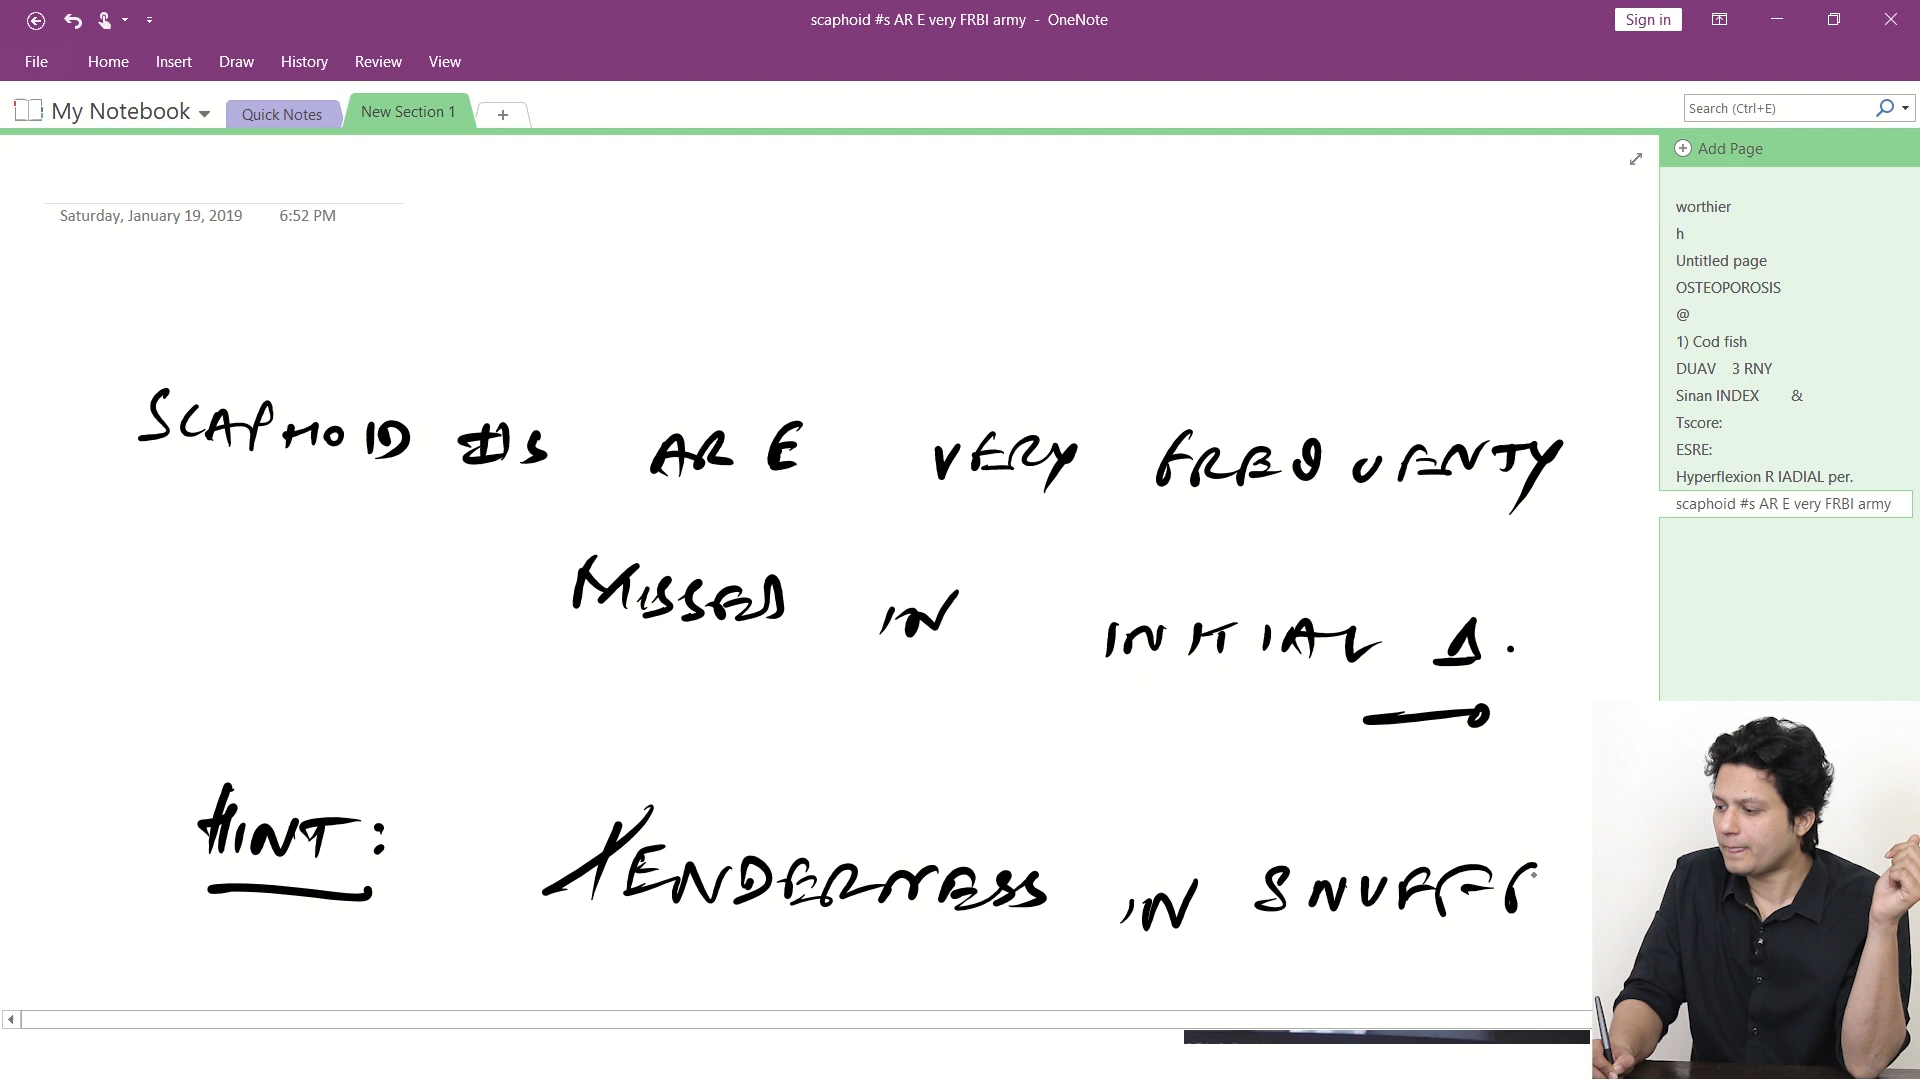 scaphoid #s AR E very FRBI army - OneNote
Sign in
File Home Insert Draw History Review View
My Notebook Quick Notes New Section 1 +
Search (Ctrl+E)
Add Page
Saturday, January 19, 2019 6:52 PM
worthier
h
Untitled page
OSTEOPOROSIS
@
1) Cod fish
DUAV 3 RNY
Sinan INDEX &
Tscore:
ESRE:
Hyperflexion R IADIAL per.
scaphoid #s AR E very FRBI army
SCAPHOID #s ARE VERY FREQUENTY
MISSED IN INITIAL Δ.
HINT: TENDERNESS IN SNUFF